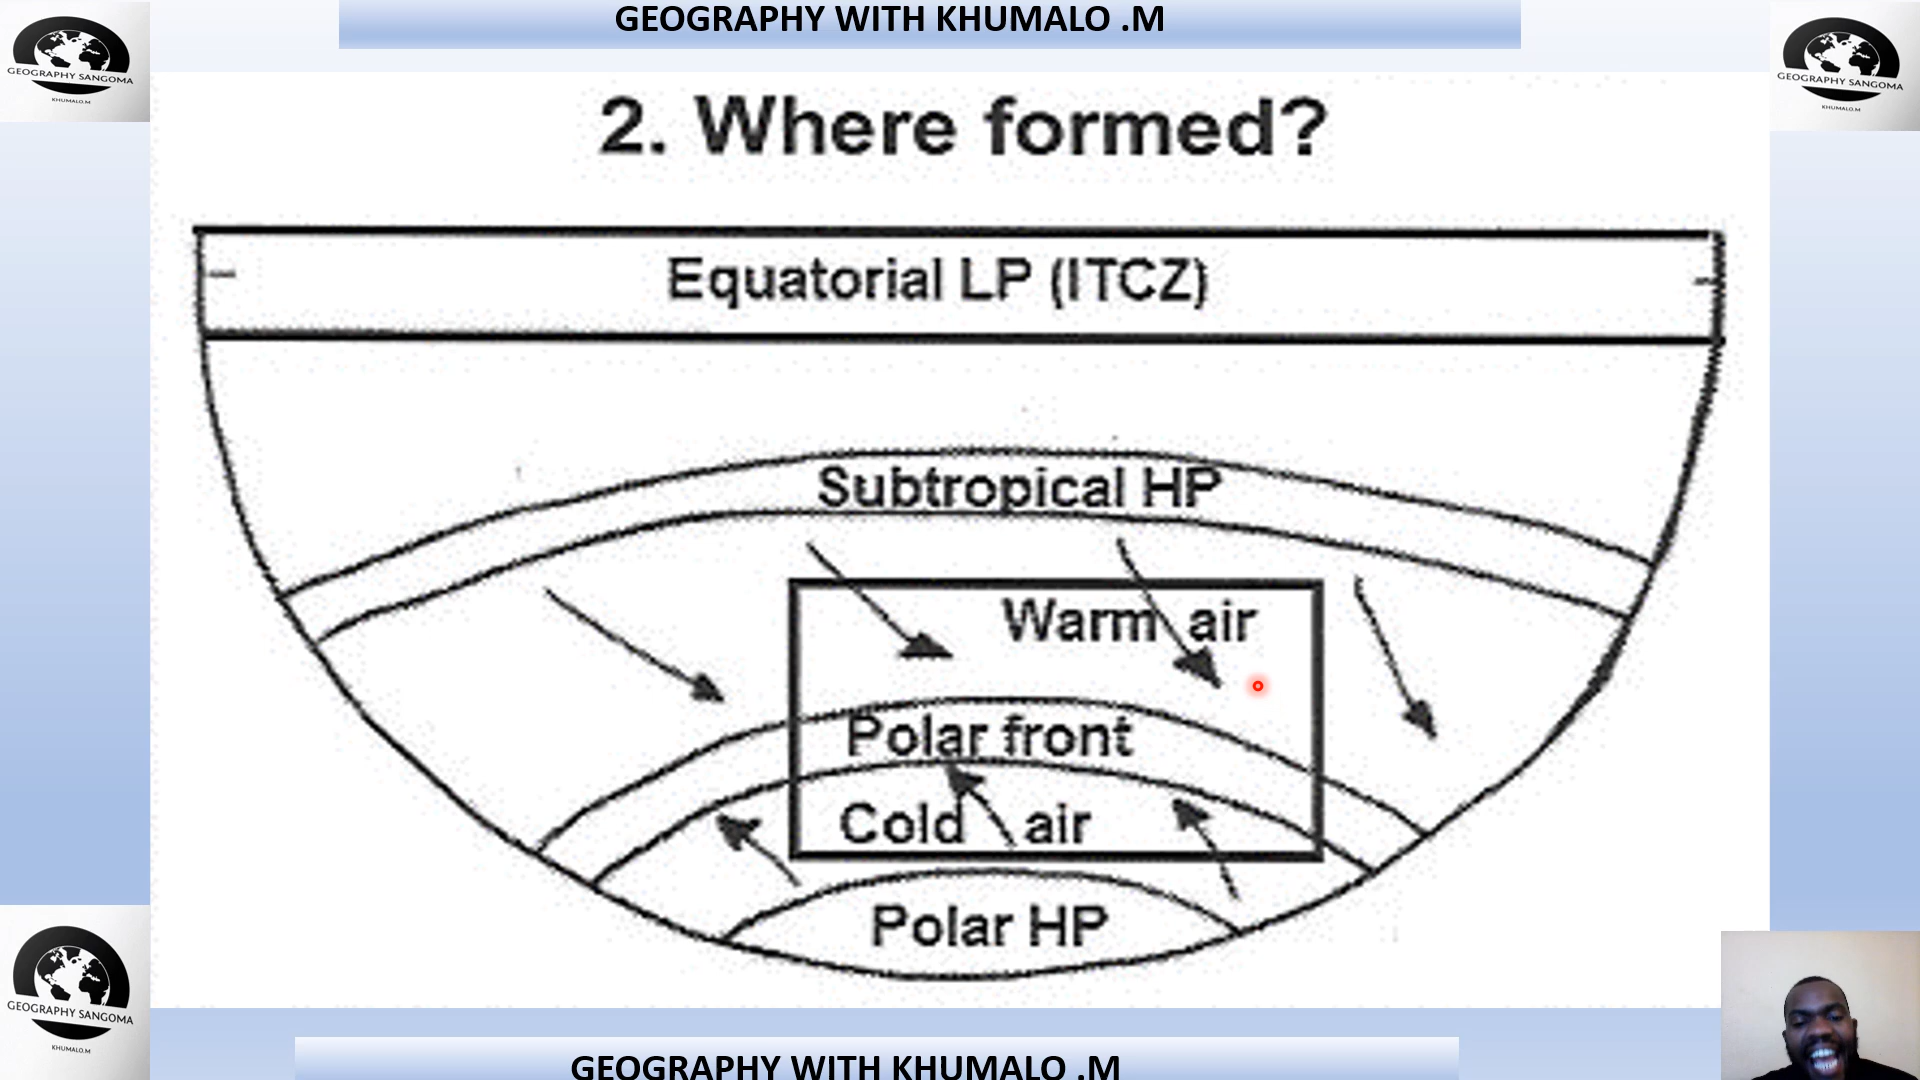 GEOGRAPHY WITH KHUMALO .M
GEOGRAPHY SANGOMA
KHUMALO.M
GEOGRAPHY SANGOMA
KHUMALO.M
2. Where formed?
Equatorial LP (ITCZ)
Subtropical HP
Warm air
Polar front
Cold air
Polar HP
GEOGRAPHY SANGOMA
KHUMALO.M
GEOGRAPHY WITH KHUMALO .M